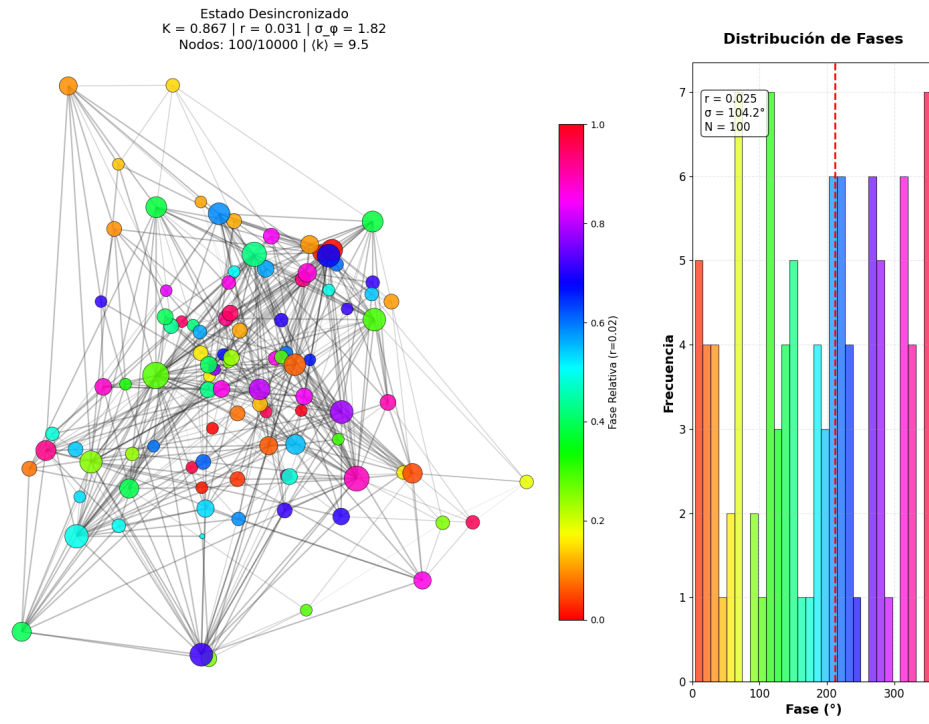 Estado Desincronizado
K = 0.867 | r = 0.031 | σ_φ = 1.82
Nodos: 100/10000 | ⟨k⟩ = 9.5
1.0
0.8
0.6
0.4
0.2
0.0
Fase Relativa (r=0.02)
Distribución de Fases
r = 0.025
σ = 104.2°
N = 100
7
6
5
4
3
2
1
0
Frecuencia
0 100 200 300
Fase (°)